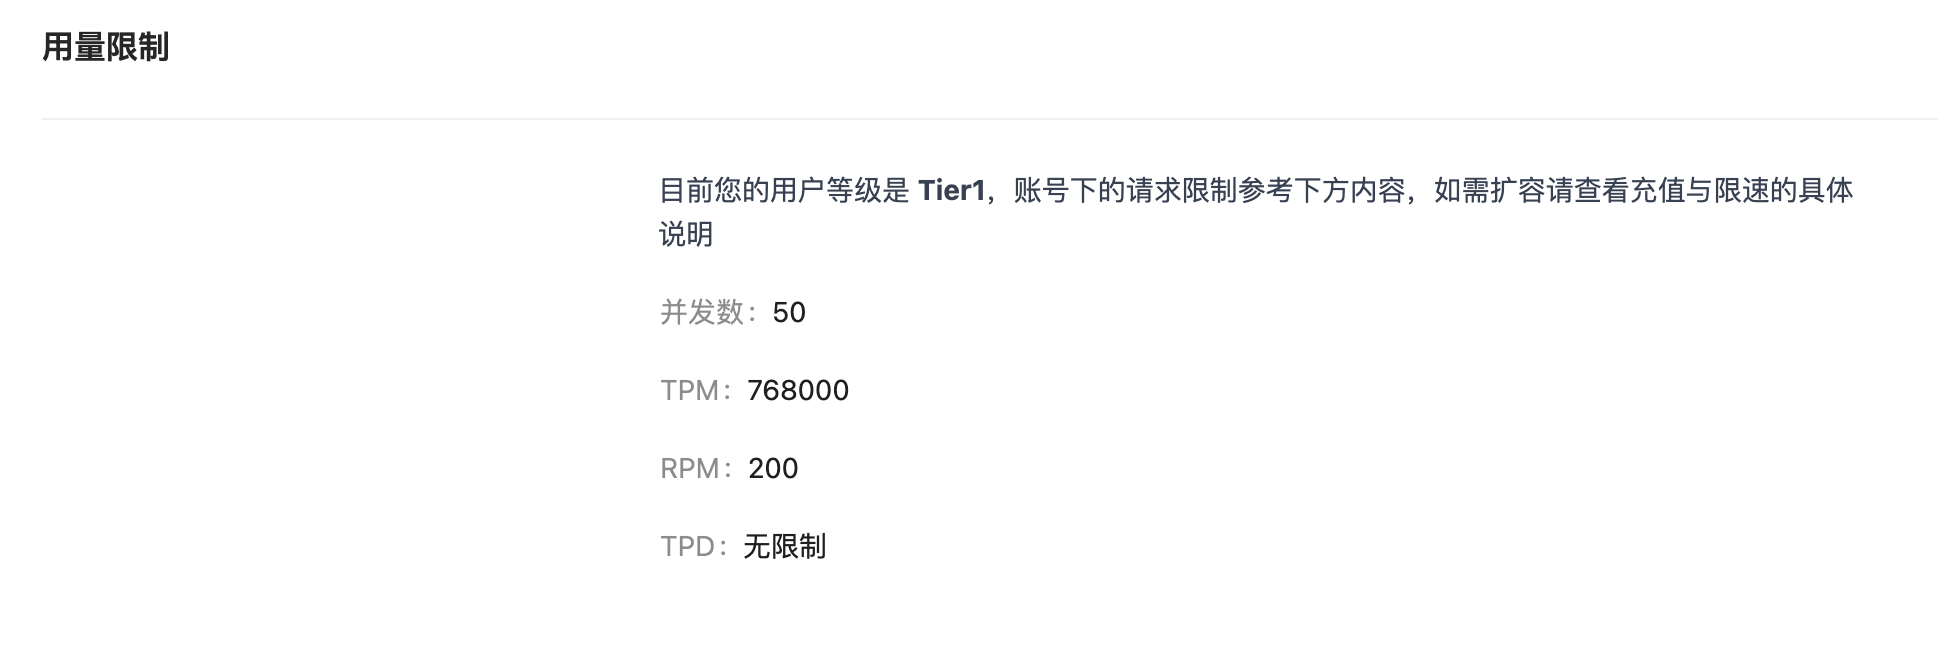 用量限制
目前您的用户等级是 Tier1，账号下的请求限制参考下方内容，如需扩容请查看充值与限速的具体
说明
并发数： 50
TPM： 768000
RPM： 200
TPD： 无限制